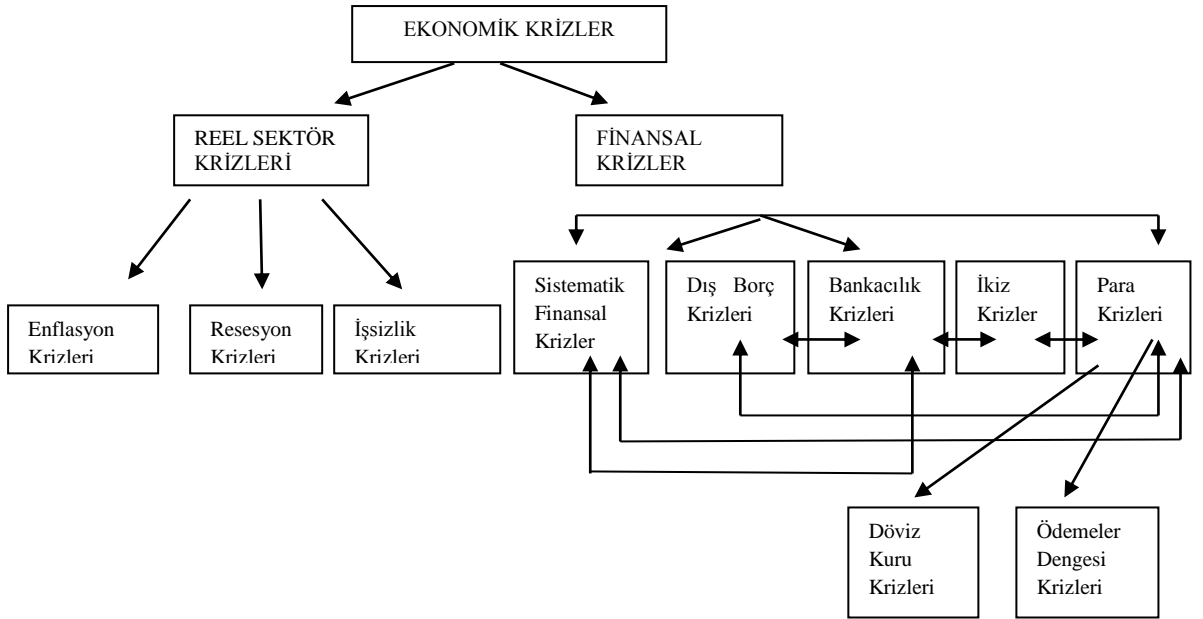 EKONOMİK KRİZLER
REEL SEKTÖR
KRİZLERİ
FİNANSAL
KRİZLER
Enflasyon
Krizleri
Resesyon
Krizleri
İşsizlik
Krizleri
Sistematik
Finansal
Krizler
Dış Borç
Krizleri
Bankacılık
Krizleri
İkiz
Krizler
Para
Krizleri
Döviz
Kuru
Krizleri
Ödemeler
Dengesi
Krizleri